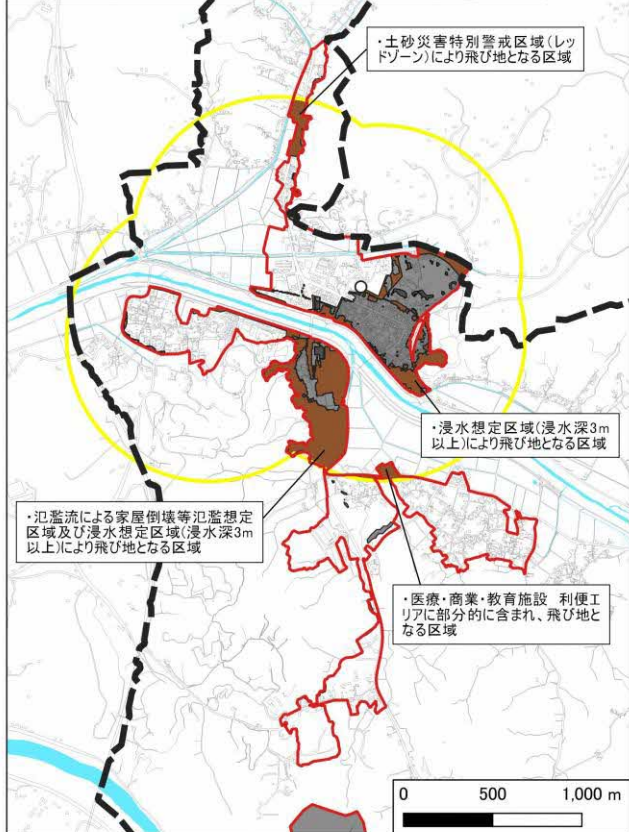 ・土砂災害特別警戒区域(レッ
ドゾーン)により飛び地となる区域
・浸水想定区域(浸水深3m
以上)により飛び地となる区域
・氾濫流による家屋倒壊等氾濫想定
区域及び浸水想定区域(浸水深3m
以上)により飛び地となる区域
・医療・商業・教育施設 利便エ
リアに部分的に含まれ、飛び地と
なる区域
0 500 1,000 m